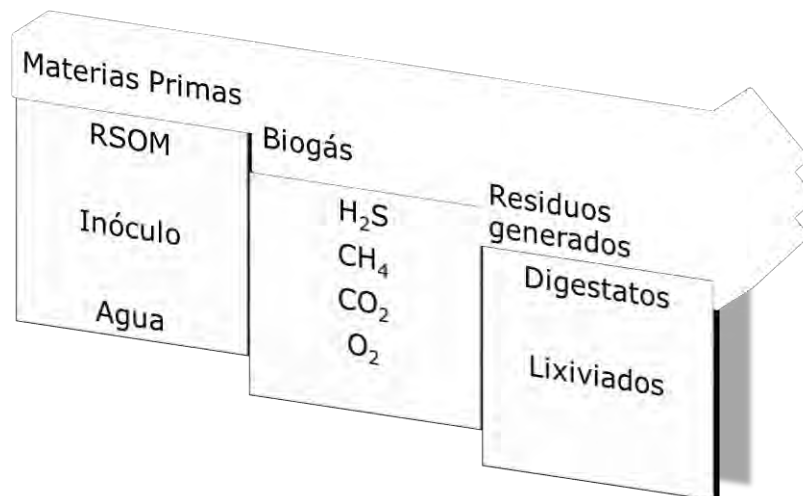 Materias Primas
RSOM
Inóculo
Agua
Biogás
H₂S
CH₄
CO₂
O₂
Residuos
generados
Digestatos
Lixiviados